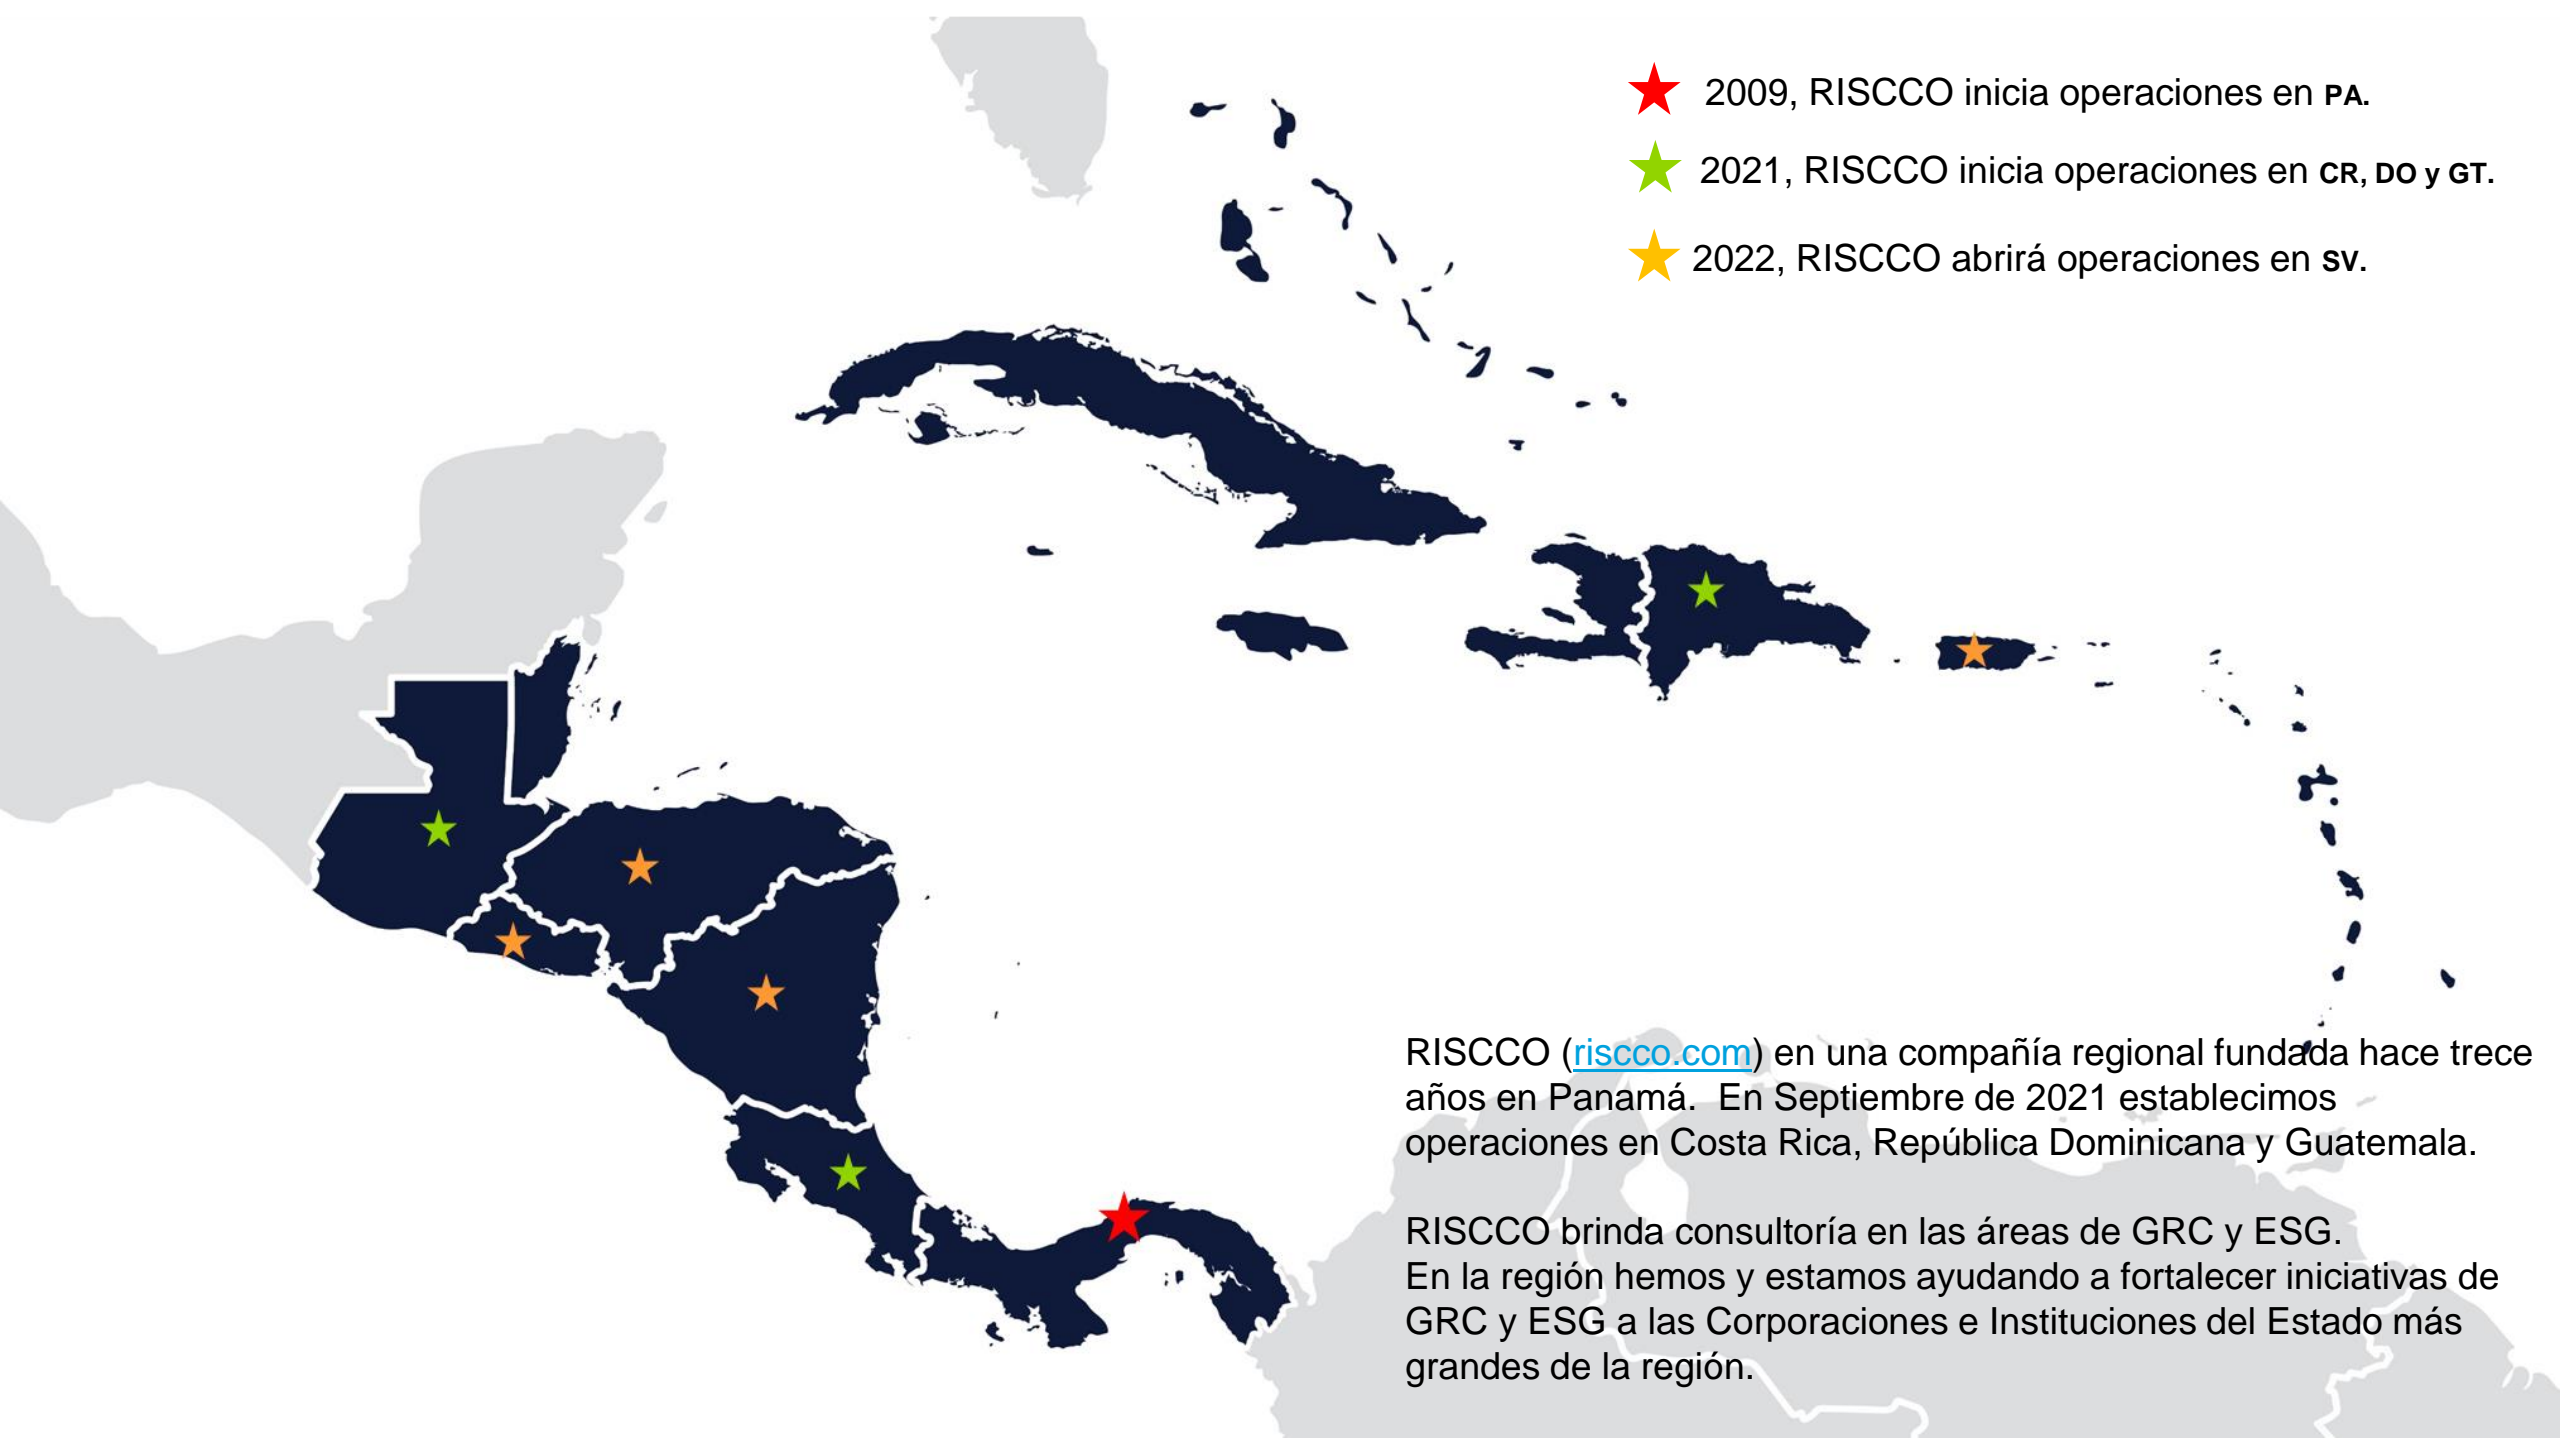 2009, RISCCO inicia operaciones en PA.
2021, RISCCO inicia operaciones en CR, DO y GT.
2022, RISCCO abrirá operaciones en SV.
RISCCO (riscco.com) en una compañía regional fundada hace trece
años en Panamá.  En Septiembre de 2021 establecimos
operaciones en Costa Rica, República Dominicana y Guatemala.
RISCCO brinda consultoría en las áreas de GRC y ESG.
En la región hemos y estamos ayudando a fortalecer iniciativas de
GRC y ESG a las Corporaciones e Instituciones del Estado más
grandes de la región.